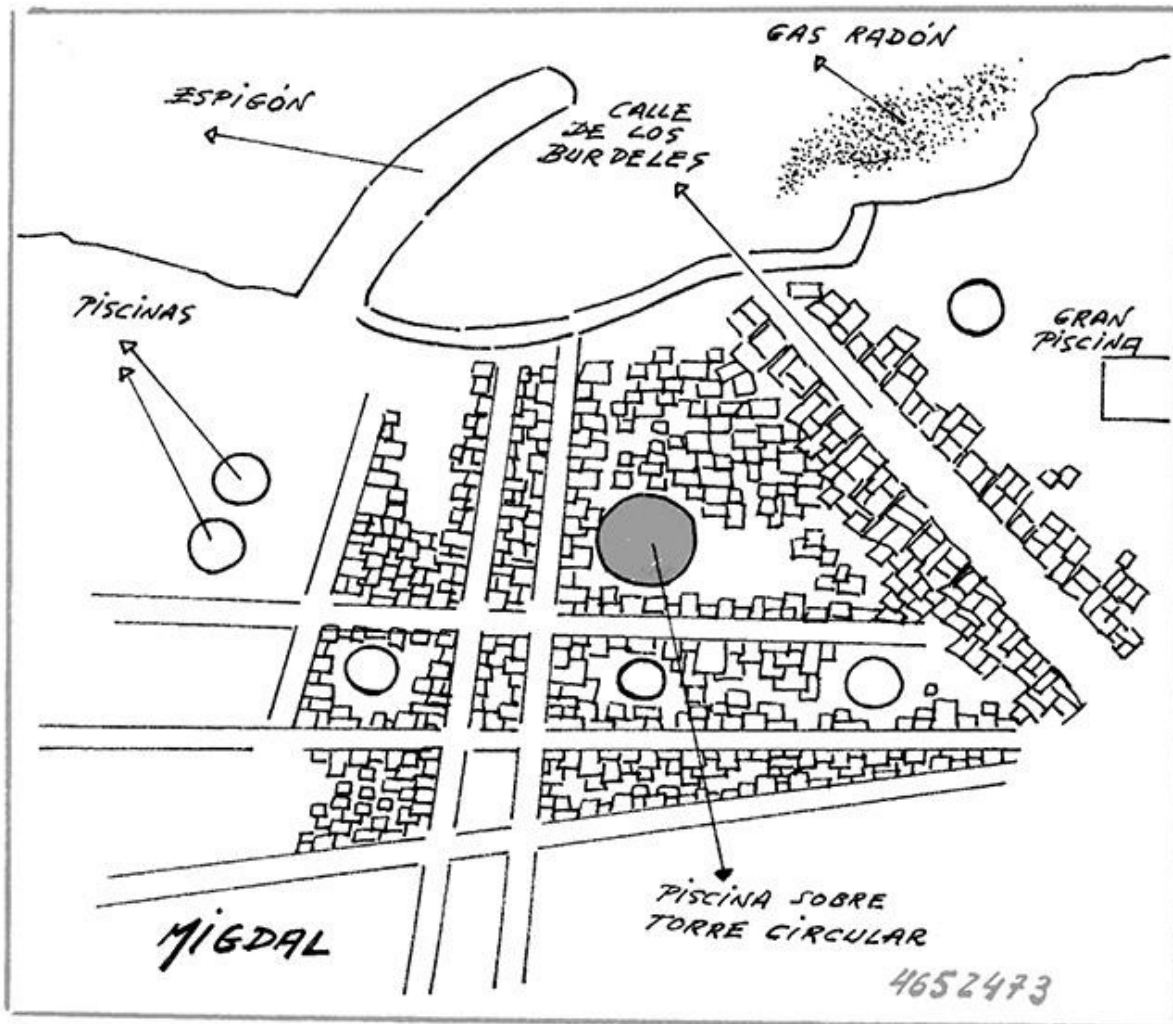 GAS RADÓN
ESPIGÓN
CALLE
DE LOS
BURDELES
PISCINAS
GRAN
PISCINA
PISCINA SOBRE
TORRE CIRCULAR
MIGDAL
4652473